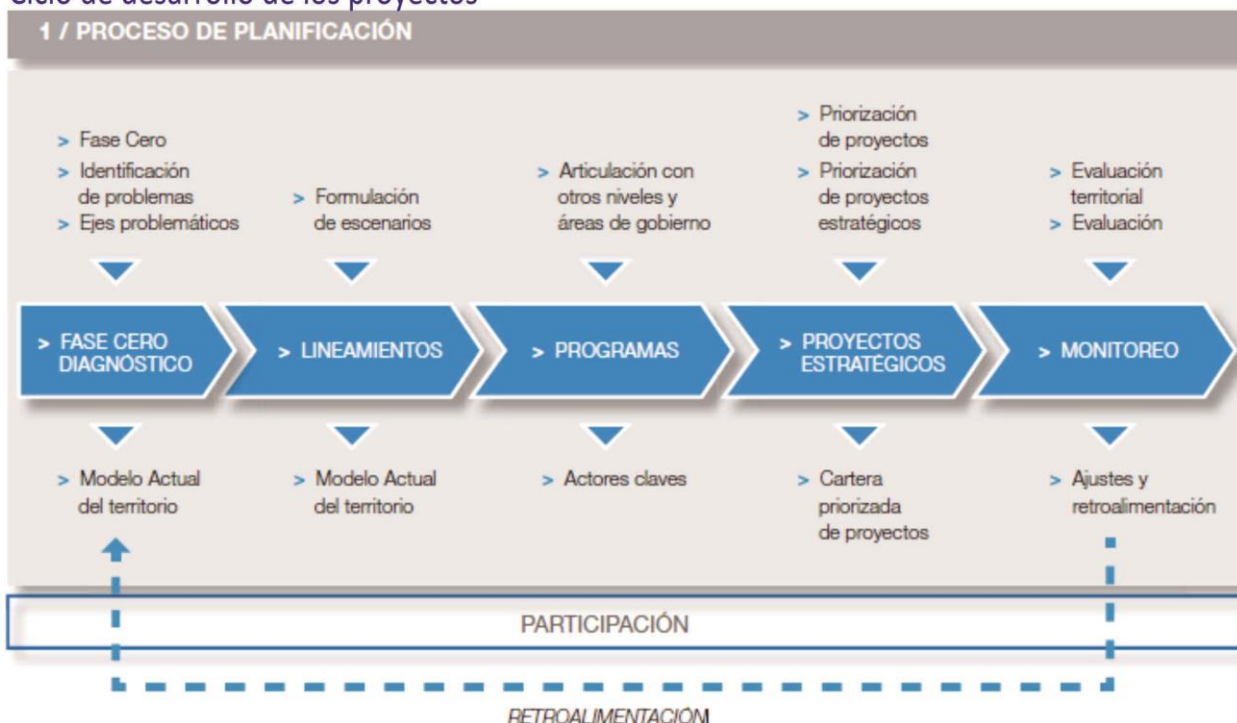 Ciclo de desarrollo de los proyectos
1 / PROCESO DE PLANIFICACIÓN
> Fase Cero
> Identificación
de problemas
> Ejes problemáticos
> Formulación
de escenarios
> Articulación con
otros niveles y
áreas de gobierno
> Priorización
de proyectos
> Priorización
de proyectos
estratégicos
> Evaluación
territorial
> Evaluación
> FASE CERO
DIAGNÓSTICO
> LINEAMIENTOS
> PROGRAMAS
> PROYECTOS
ESTRATÉGICOS
> MONITOREO
> Modelo Actual
del territorio
> Modelo Actual
del territorio
> Actores claves
> Cartera
priorizada
de proyectos
> Ajustes y
retroalimentación
PARTICIPACIÓN
RETROALIMENTACIÓN